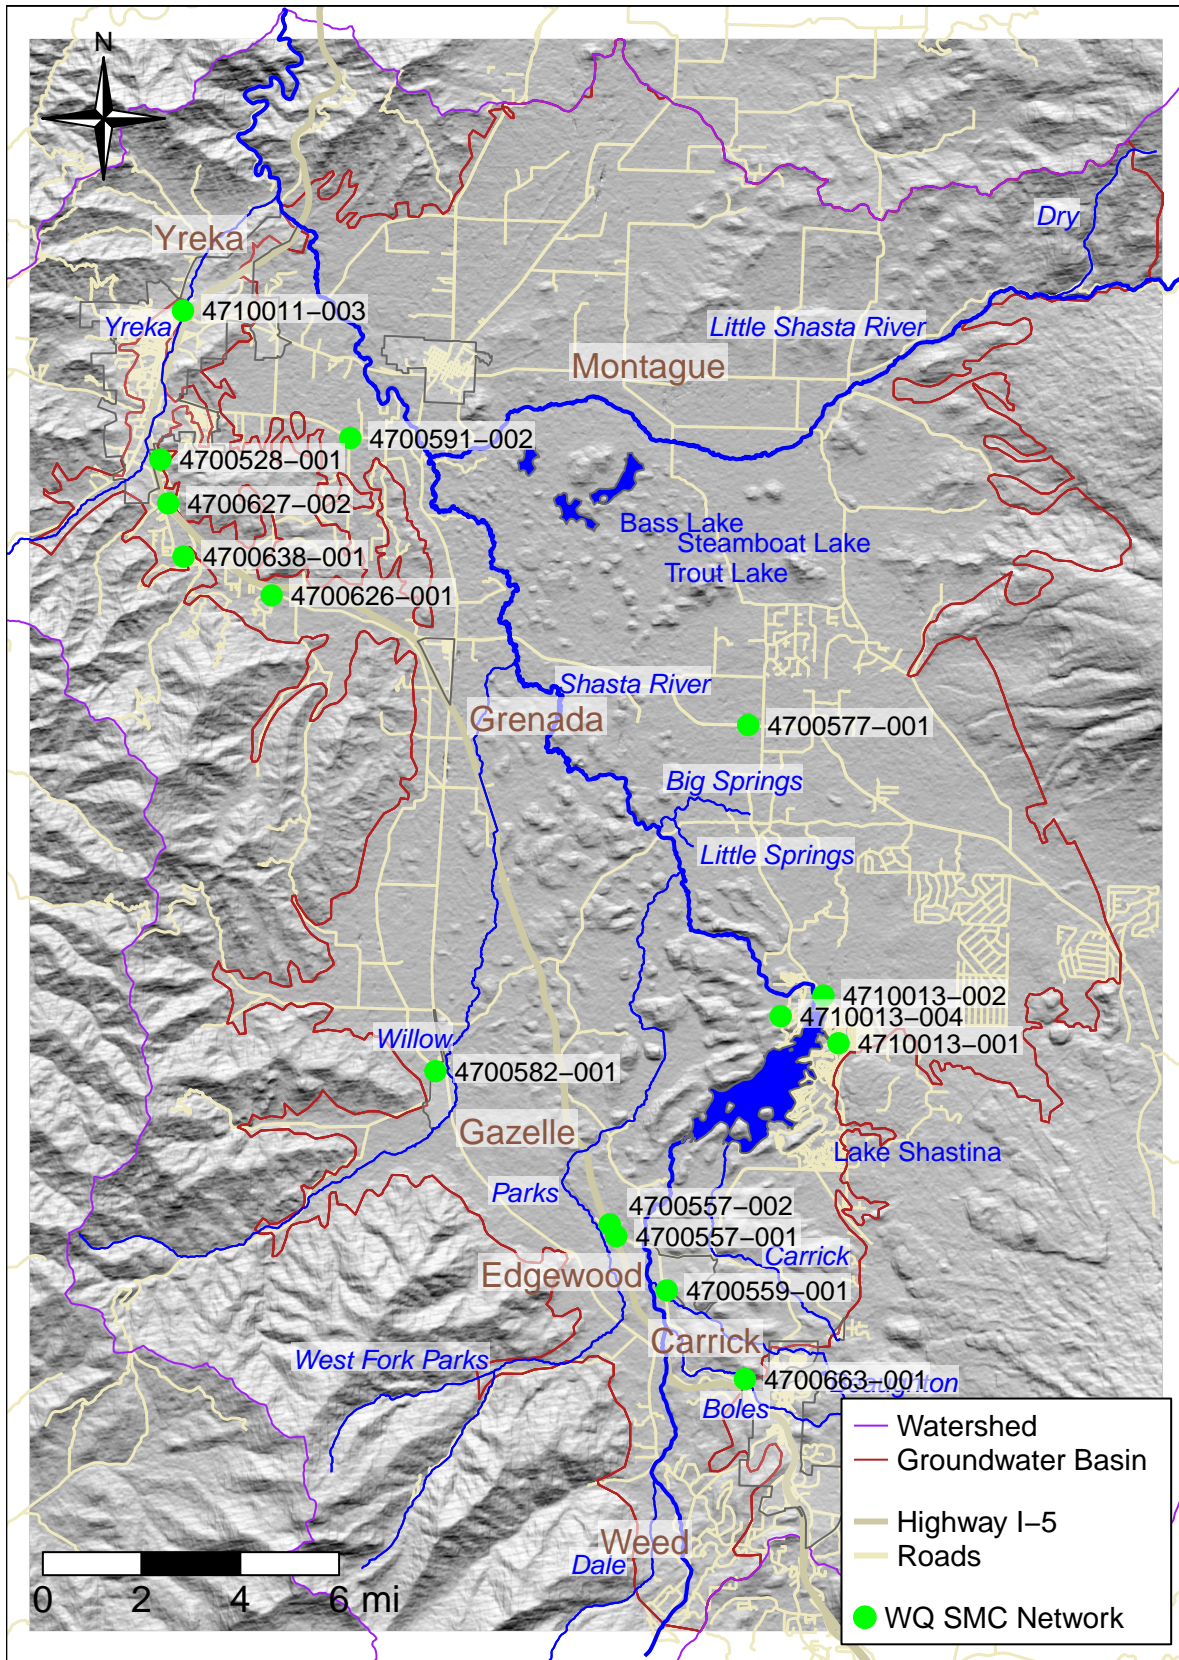 N
Dry
Yreka
4710011−003
Yreka
Little Shasta River
Montague
4700591−002
4700528−001
4700627−002
Bass Lake
Steamboat Lake
4700638−001
Trout Lake
4700626−001
Shasta River
Grenada
4700577−001
Big Springs
Little Springs
4710013−002
4710013−004
Willow
4710013−001
4700582−001
Gazelle
Lake Shastina
Parks
4700557−002
4700557−001
Carrick
Edgewood
4700559−001
Carrick
West Fork Parks
4700663−001
Boles
Watershed
Groundwater Basin
Highway I−5
Roads
Weed
Dale
0 2 4 6 mi
WQ SMC Network